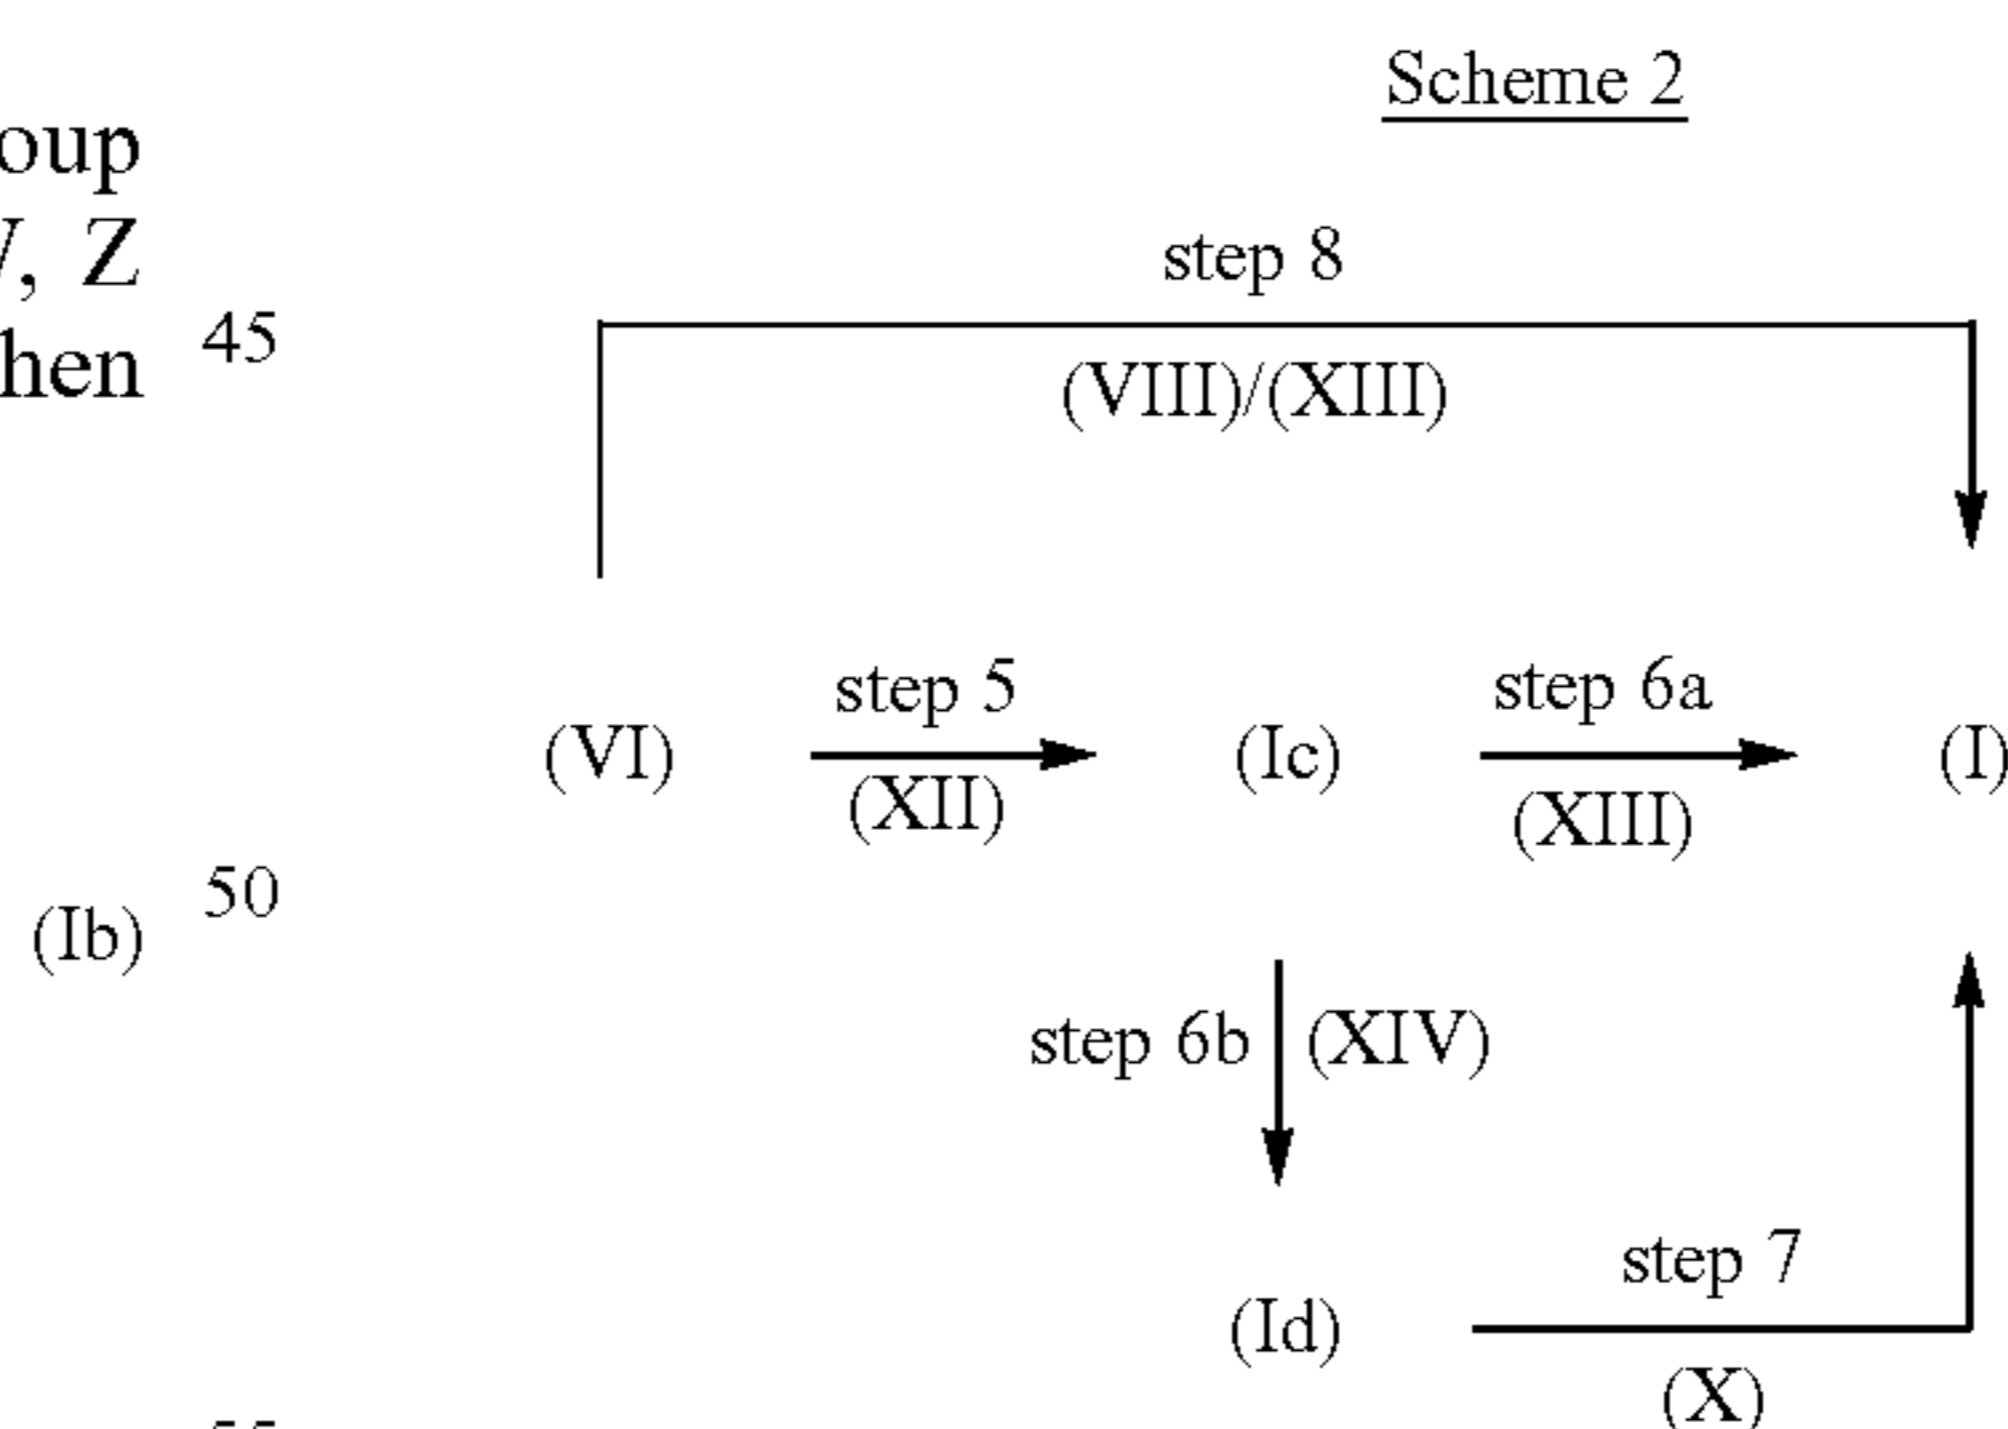 Scheme 2
oup
V, Z
45
hen
step 8
(VIII)/(XIII)
step 5
step 6a
(VI)
(Ic)
(I)
(XII)
(XIII)
50
(Ib)
step 6b
(XIV)
step 7
(Id)
(X)